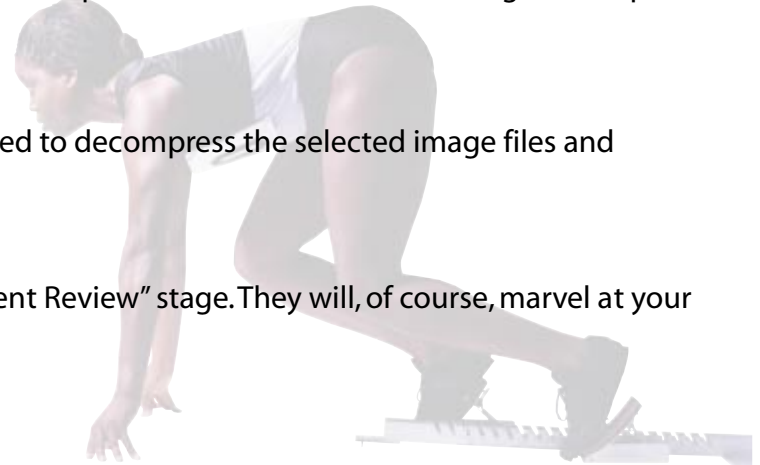 ed to decompress the selected image files and
ent Review” stage. They will, of course, marvel at your